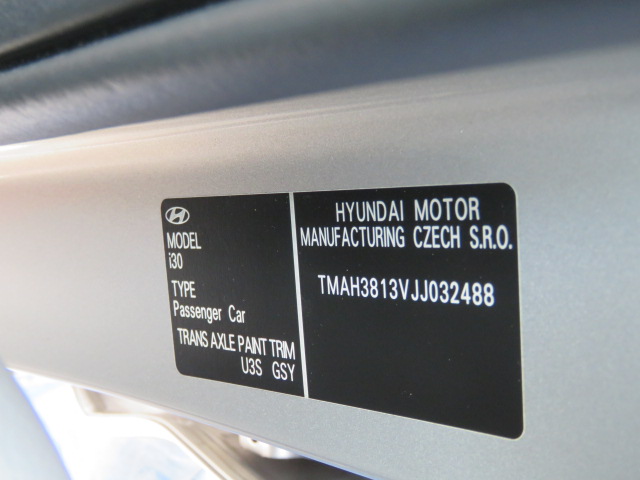 MODEL
i30
TYPE
Passenger Car
TRANS AXLE PAINT TRIM
U3S GSY
HYUNDAI MOTOR
MANUFACTURING CZECH S.R.O.
TMAH3813VJJ032488